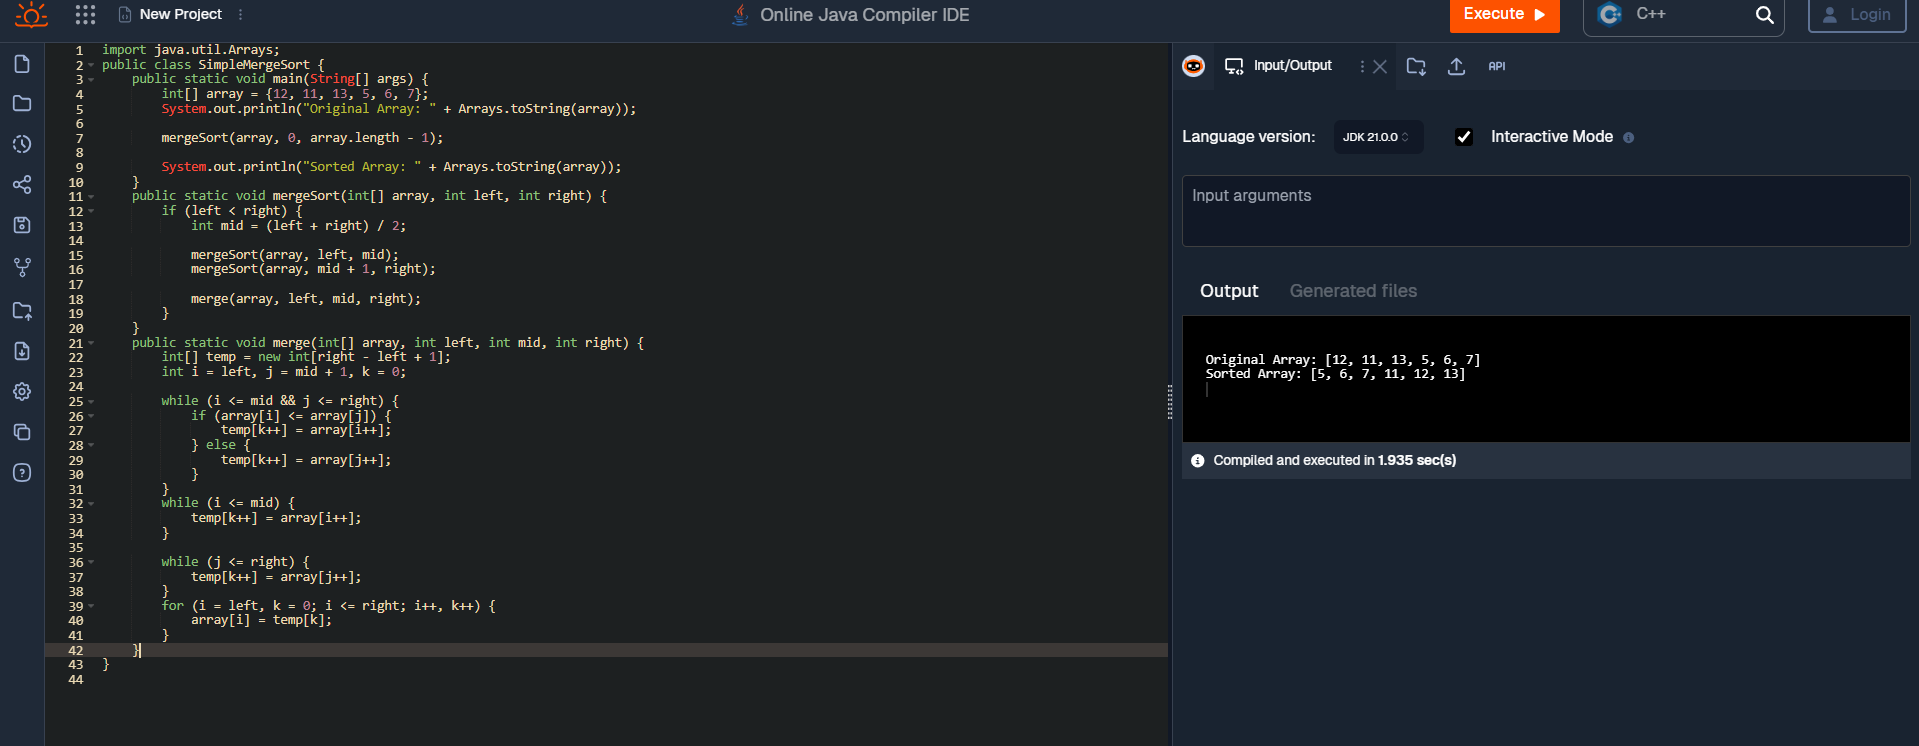 New Project
Online Java Compiler IDE
Execute
C++
Login
1 import java.util.Arrays;
2 public class SimpleMergeSort {
3     public static void main(String[] args) {
4         int[] array = {12, 11, 13, 5, 6, 7};
5         System.out.println("Original Array: " + Arrays.toString(array));
6
7         mergeSort(array, 0, array.length - 1);
8
9         System.out.println("Sorted Array: " + Arrays.toString(array));
10     }
11     public static void mergeSort(int[] array, int left, int right) {
12         if (left < right) {
13             int mid = (left + right) / 2;
14
15             mergeSort(array, left, mid);
16             mergeSort(array, mid + 1, right);
17
18             merge(array, left, mid, right);
19         }
20     }
21     public static void merge(int[] array, int left, int mid, int right) {
22         int[] temp = new int[right - left + 1];
23         int i = left, j = mid + 1, k = 0;
24
25         while (i <= mid && j <= right) {
26             if (array[i] <= array[j]) {
27                 temp[k++] = array[i++];
28             } else {
29                 temp[k++] = array[j++];
30             }
31         }
32         while (i <= mid) {
33             temp[k++] = array[i++];
34         }
35
36         while (j <= right) {
37             temp[k++] = array[j++];
38         }
39         for (i = left, k = 0; i <= right; i++, k++) {
40             array[i] = temp[k];
41         }
42     }
43 }
44
Input/Output
API
Language version:
JDK 21.0.0
Interactive Mode
Input arguments
Output
Generated files
Original Array: [12, 11, 13, 5, 6, 7]
Sorted Array: [5, 6, 7, 11, 12, 13]
Compiled and executed in 1.935 sec(s)